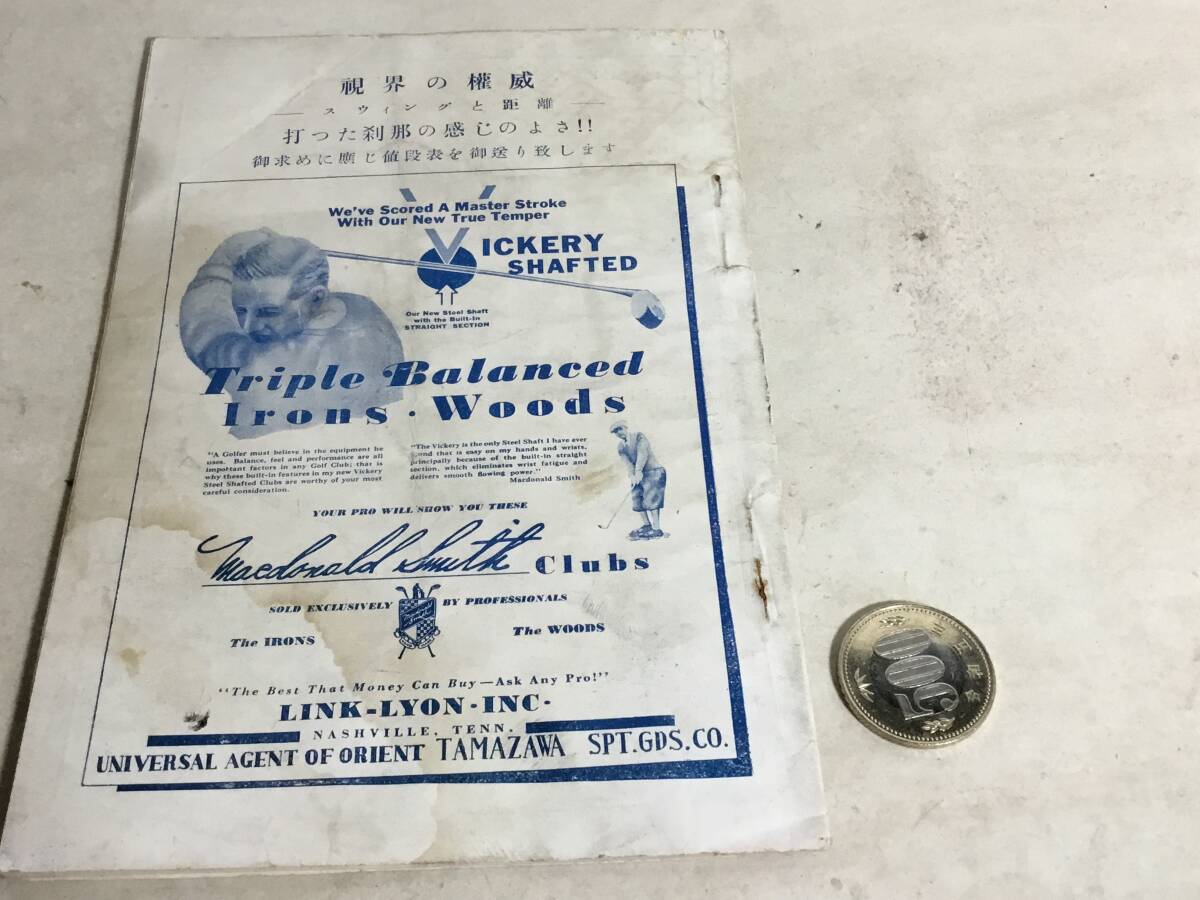 視界の權威
スウィングと距離
打った刹那の感じのよさ!!
御求めに應じ値段表を御送り致します
We've Scored A Master Stroke
With Our New True Temper
VICKERY
SHAFTED
Our New Steel Shaft
with the Built-In
STRAIGHT SECTION
Triple Balanced
Irons · Woods
"A Golfer must believe in the equipment he
uses. Balance, feel and performance are all
important factors in any Golf Club; that is
why these built-in features in my new Vickery
Steel Shafted Clubs are worthy of your most
careful consideration.
"The Vickery is the only Steel Shaft I have ever
found that is easy on my hands and wrists,
principally because of the built-in straight
section, which eliminates wrist fatigue and
delivers smooth flowing power."
Macdonald Smith
YOUR PRO WILL SHOW YOU THESE
Macdonald Smith Clubs
SOLD EXCLUSIVELY BY PROFESSIONALS
The IRONS
The WOODS
"The Best That Money Can Buy—Ask Any Pro!"
LINK-LYON·INC·
NASHVILLE, TENN.
UNIVERSAL AGENT OF ORIENT TAMAZAWA SPT.GDS.CO.
500